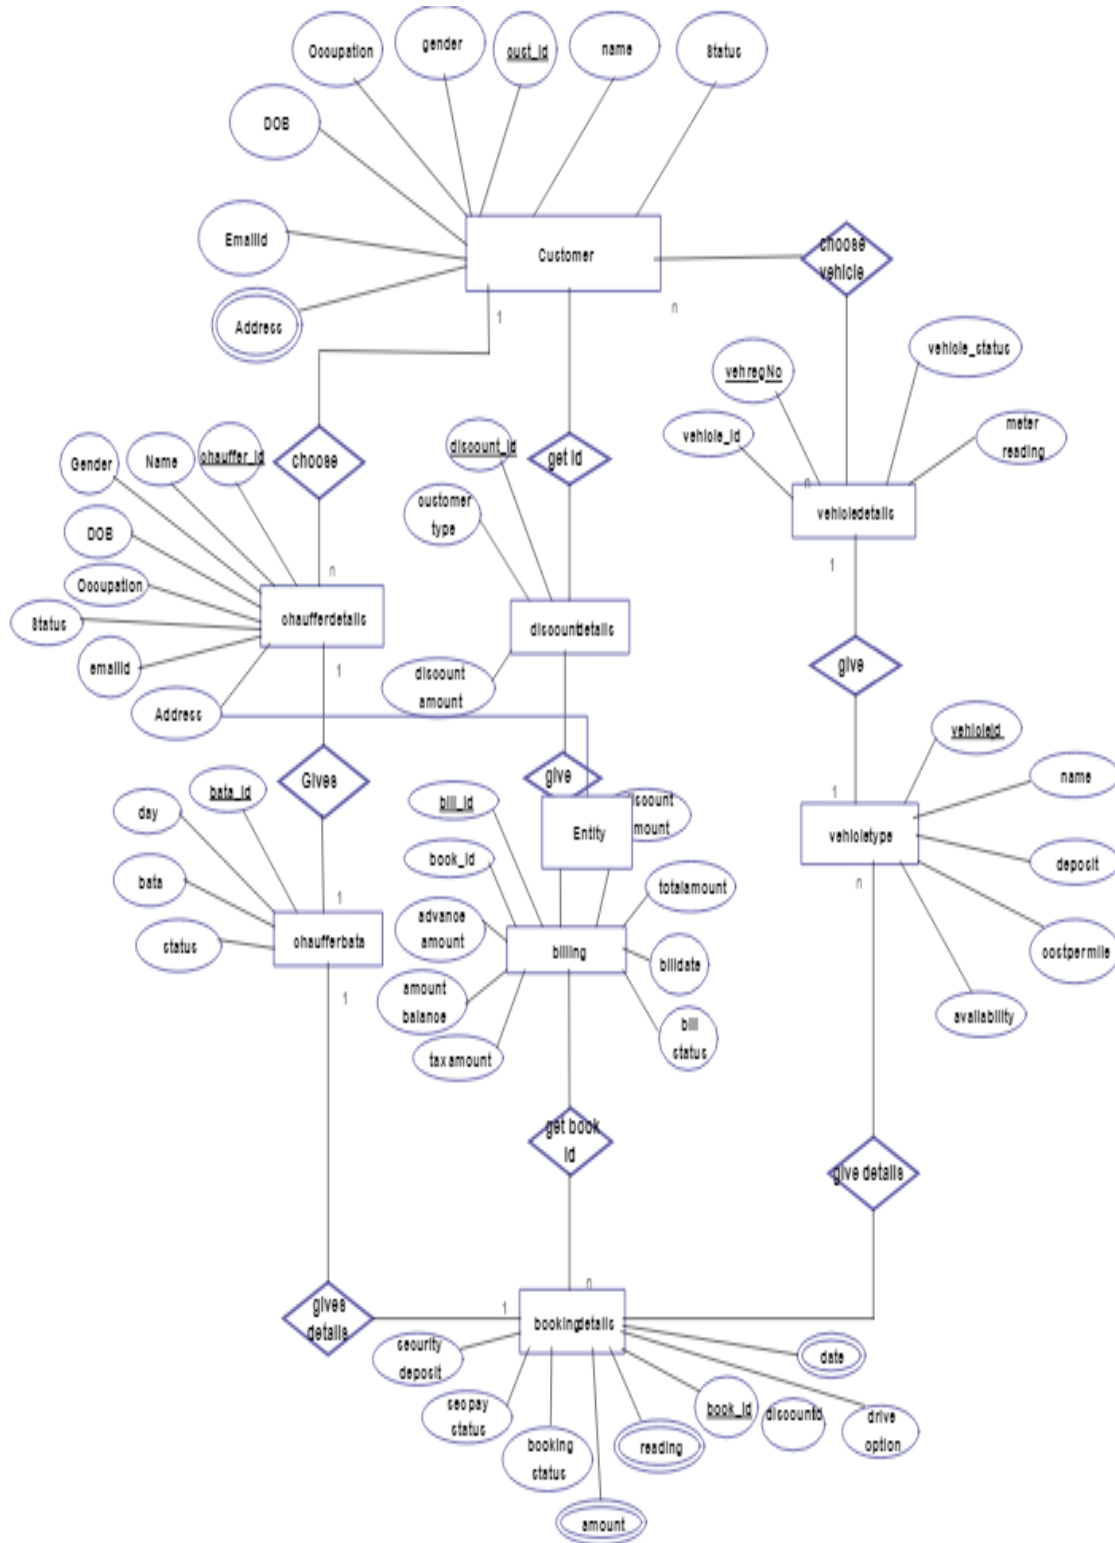 Occupation
gender
cust_id
name
Status
DOB
EmailId
Address
Customer
choose
vehicle
1
n
vehicle_status
vehregNo
vehicle_id
meter
reading
n
vehicledetails
1
Gender
Name
chauffer_id
choose
discount_id
get id
customer
type
DOB
Occupation
Status
emailid
Address
n
chaufferdetails
1
discountdetails
discount
amount
give
vehicleid
name
deposit
costpermile
availability
1
vehicletype
n
Gives
bata_id
day
bata
status
1
chaufferbata
1
give
bill_id
Entity
discount
amount
book_id
totalamount
advance
amount
billing
billdate
amount
balance
bill
status
taxamount
get book
id
give details
gives
details
1
n
bookingdetails
security
deposit
secpay
status
booking
status
amount
reading
book_id
discountid
drive
option
date